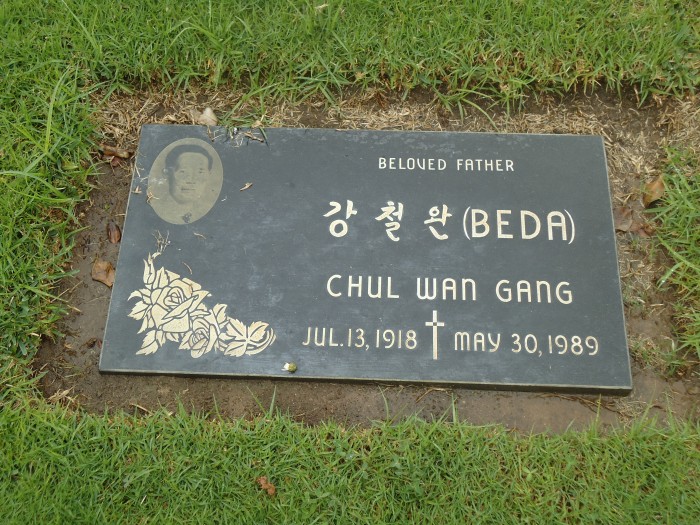 BELOVED FATHER
강 철 완 (BEDA)
CHUL WAN GANG
JUL. 13, 1918 MAY 30, 1989